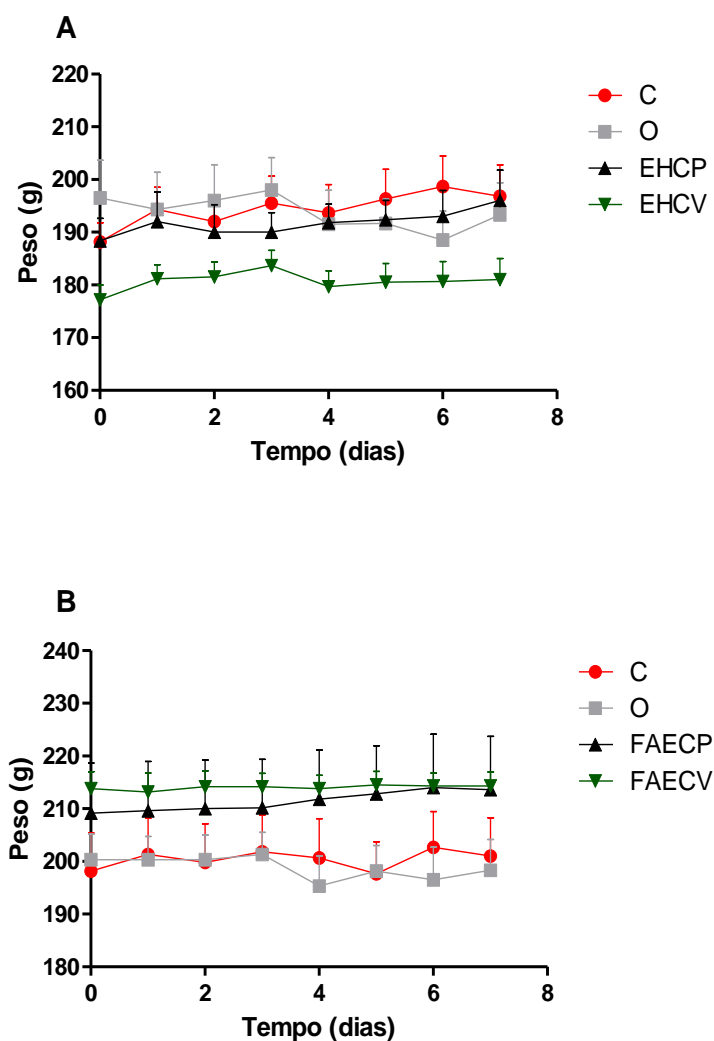 A
220
210
200
190
180
170
160
Peso (g)
0 2 4 6 8
Tempo (dias)
C
O
EHCP
EHCV
B
240
230
220
210
200
190
180
Peso (g)
0 2 4 6 8
Tempo (dias)
C
O
FAECP
FAECV